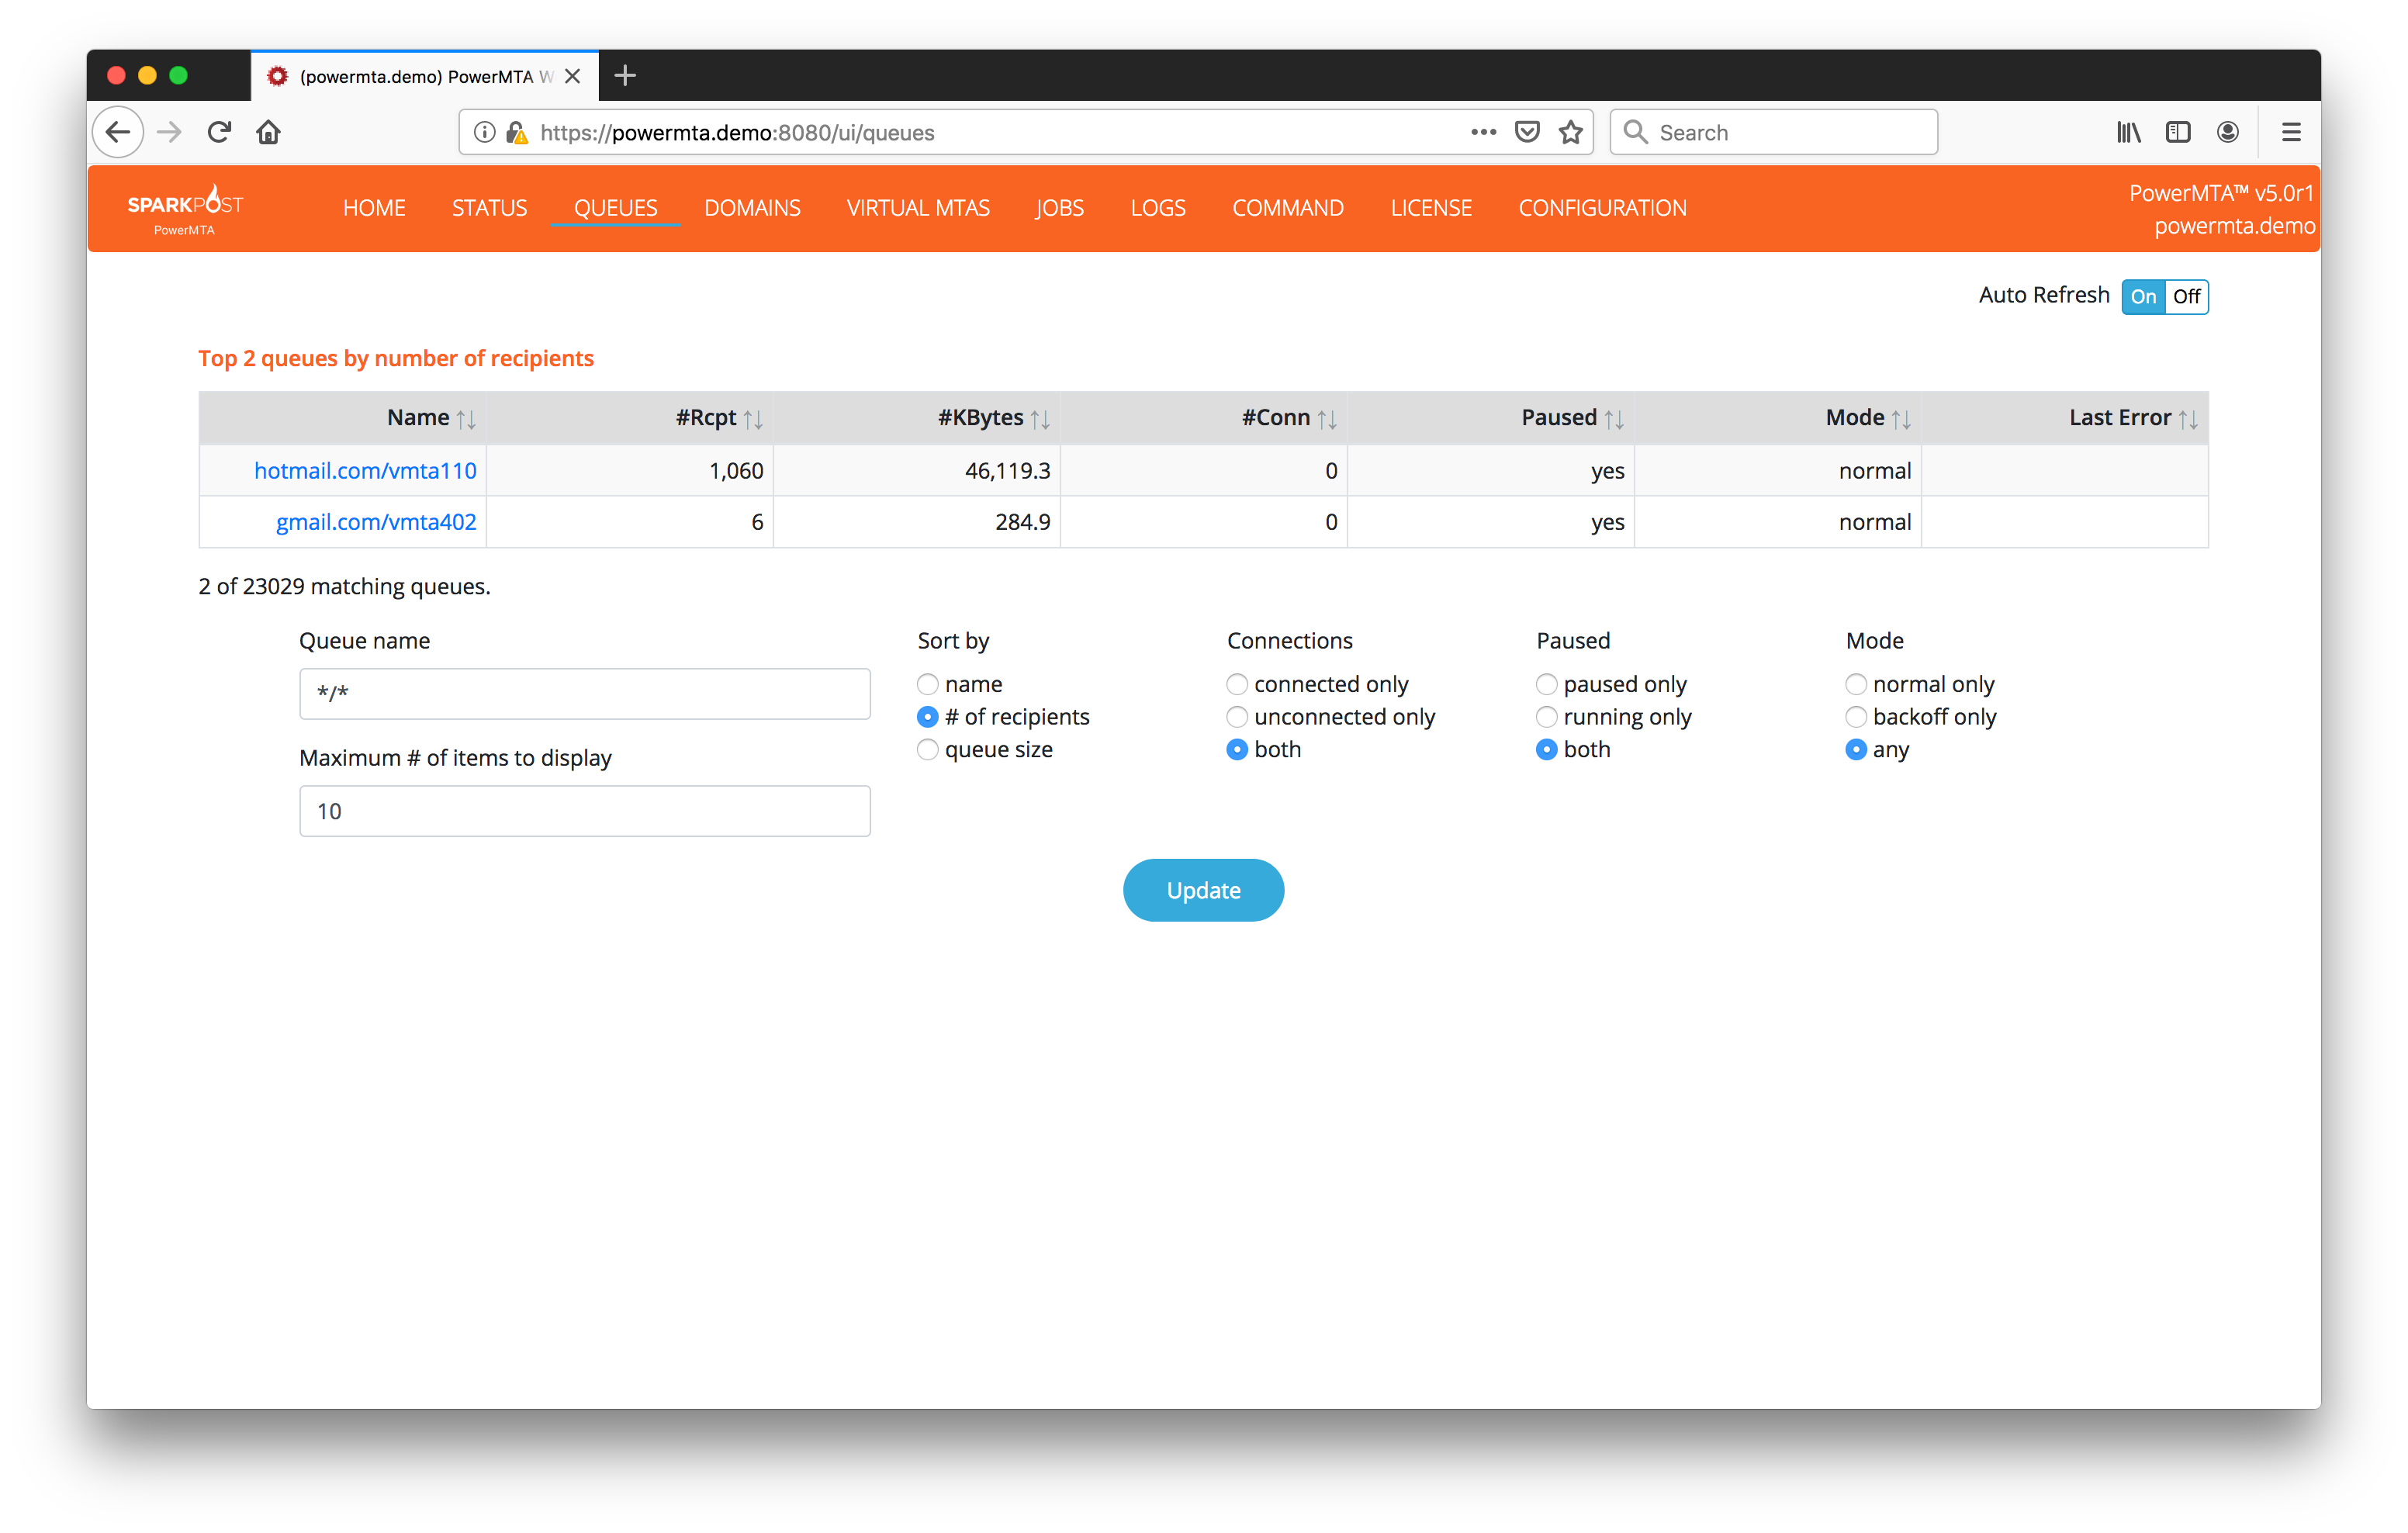 (powermta.demo) PowerMTA W
https://powermta.demo:8080/ui/queues
Search
SPARKPOST
PowerMTA
HOME STATUS QUEUES DOMAINS VIRTUAL MTAS JOBS LOGS COMMAND LICENSE CONFIGURATION
PowerMTA™ v5.0r1
powermta.demo
Auto Refresh On Off
Top 2 queues by number of recipients
Name #Rcpt #KBytes #Conn Paused Mode Last Error
hotmail.com/vmta110 1,060 46,119.3 0 yes normal
gmail.com/vmta402 6 284.9 0 yes normal
2 of 23029 matching queues.
Queue name
*/*
Maximum # of items to display
10
Sort by
name
# of recipients
queue size
Connections
connected only
unconnected only
both
Paused
paused only
running only
both
Mode
normal only
backoff only
any
Update